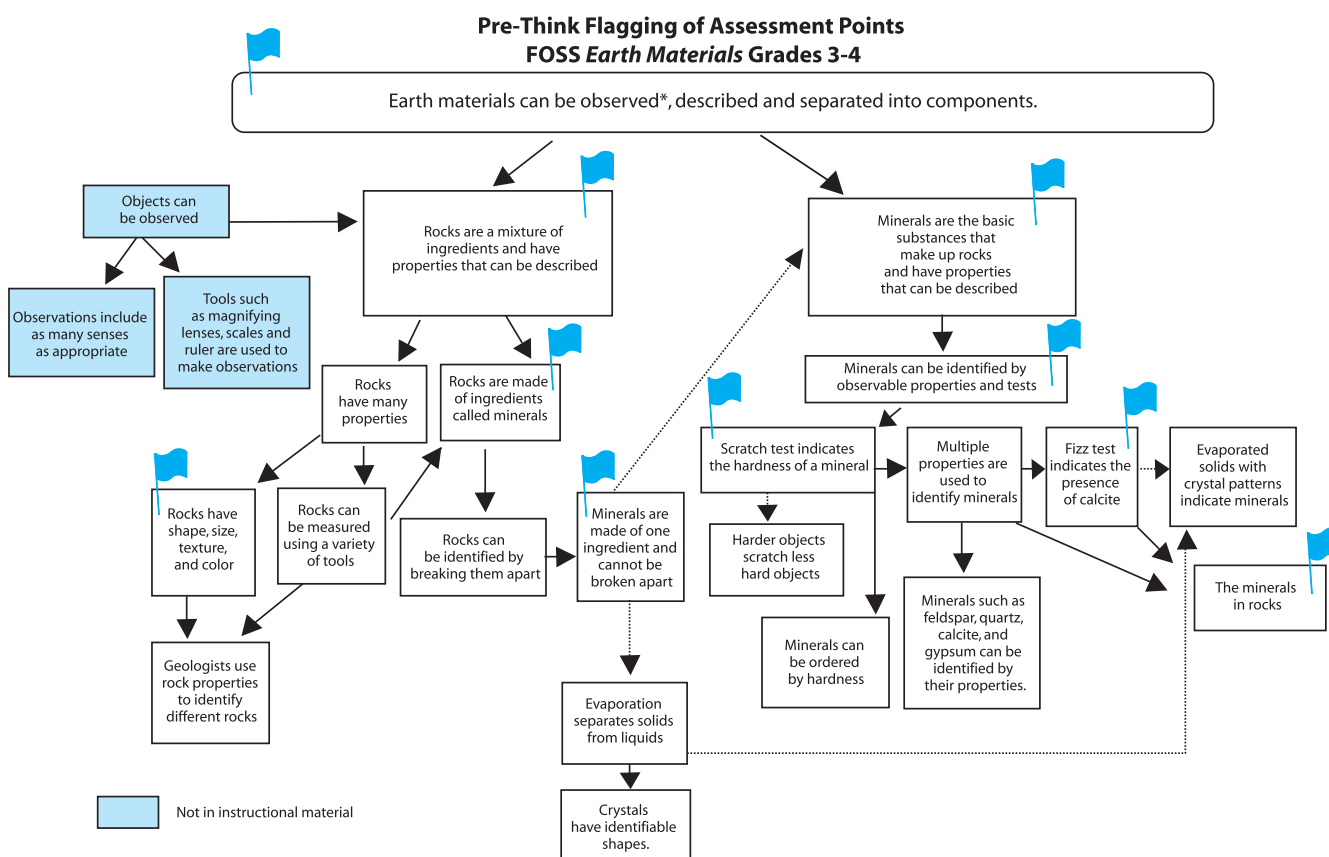 Pre-Think Flagging of Assessment Points
FOSS Earth Materials Grades 3-4
Earth materials can be observed*, described and separated into components.
Objects can
be observed
Observations include
as many senses
as appropriate
Tools such
as magnifying
lenses, scales and
ruler are used to
make observations
Rocks are a mixture of
ingredients and have
properties that can be described
Minerals are the basic
substances that
make up rocks
and have properties
that can be described
Rocks
have many
properties
Rocks are made
of ingredients
called minerals
Minerals can be identified by
observable properties and tests
Rocks have
shape, size,
texture,
and color
Rocks can
be measured
using a variety
of tools
Rocks can
be identified by
breaking them apart
Minerals are
made of one
ingredient and
cannot be
broken apart
Scratch test indicates
the hardness of a mineral
Multiple
properties are
used to
identify minerals
Fizz test
indicates the
presence of calcite
Evaporated
solids with
crystal patterns
indicate minerals
Harder objects
scratch less
hard objects
The minerals
in rocks
Minerals can
be ordered
by hardness
Minerals such as
feldspar, quartz,
calcite, and
gypsum can be
identified by
their properties.
Geologists use
rock properties
to identify
different rocks
Evaporation
separates solids
from liquids
Crystals
have identifiable
shapes.
Not in instructional material